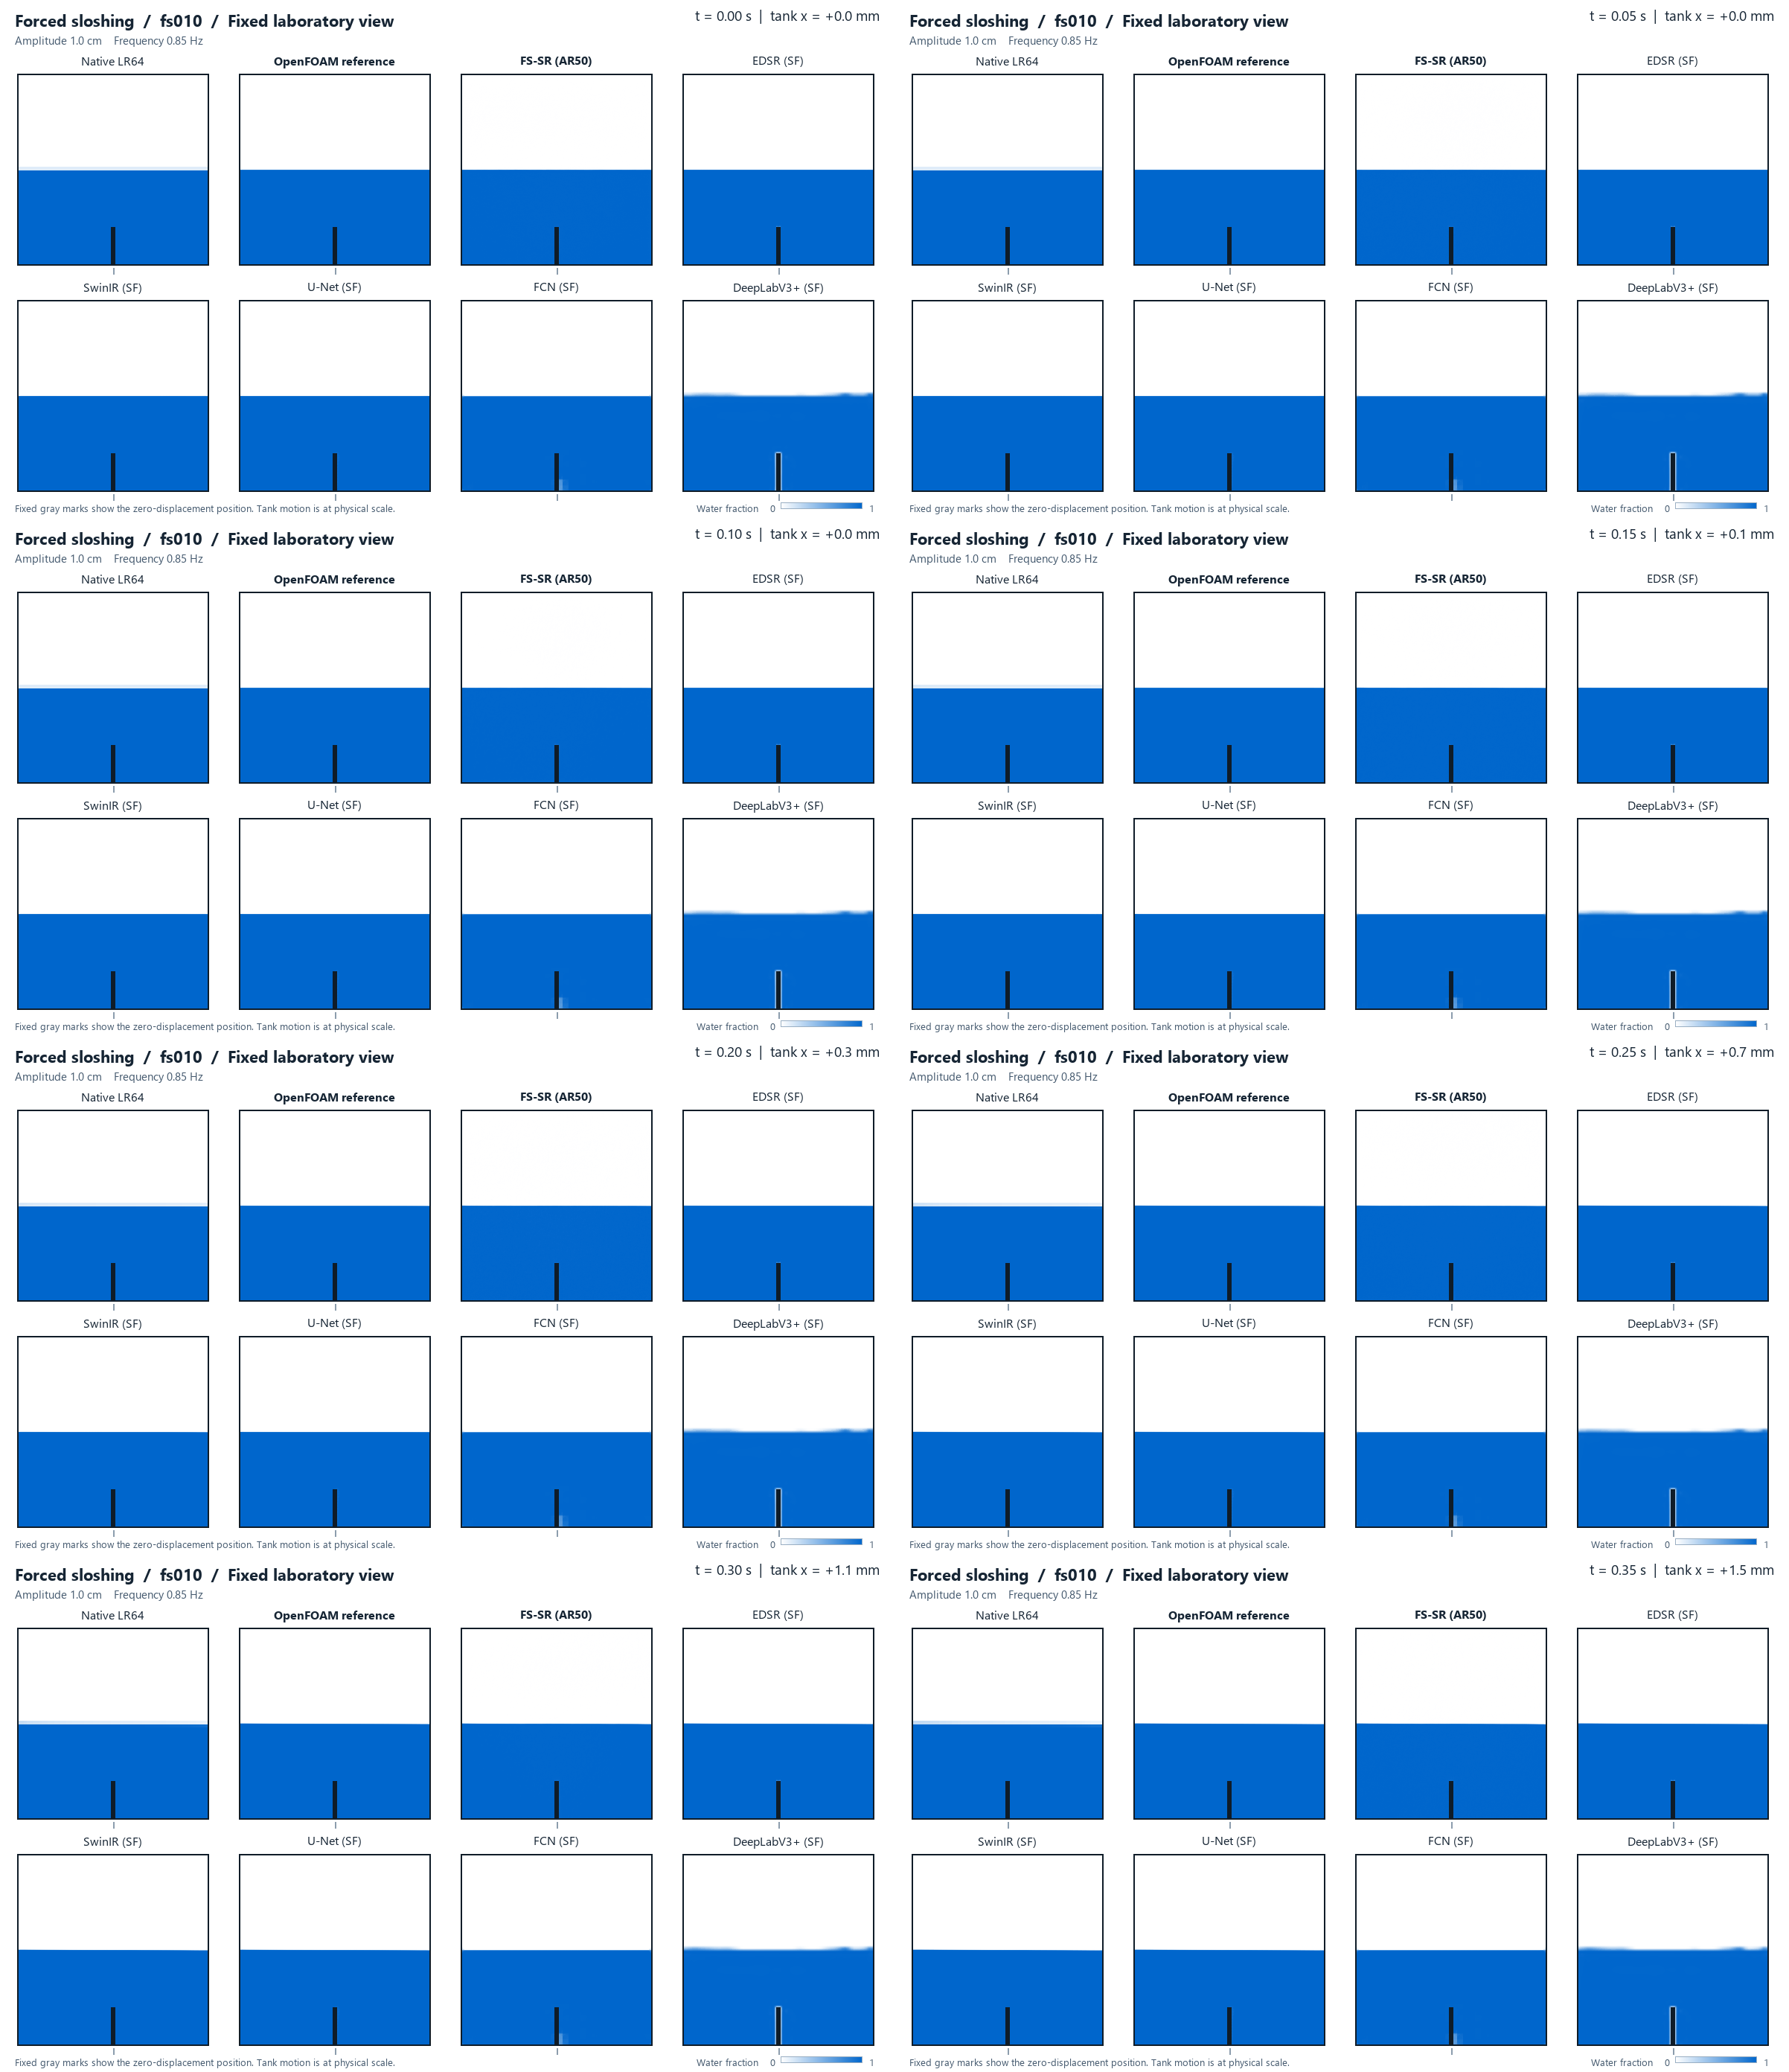 Forced sloshing / fs010 / Fixed laboratory view
t = 0.00 s | tank x = +0.0 mm
Amplitude 1.0 cm Frequency 0.85 Hz
Native LR64 OpenFOAM reference FS-SR (AR50) EDSR (SF)
SwinIR (SF) U-Net (SF) FCN (SF) DeepLabV3+ (SF)
Fixed gray marks show the zero-displacement position. Tank motion is at physical scale.
Water fraction 0 1
Forced sloshing / fs010 / Fixed laboratory view
t = 0.05 s | tank x = +0.0 mm
Amplitude 1.0 cm Frequency 0.85 Hz
Native LR64 OpenFOAM reference FS-SR (AR50) EDSR (SF)
SwinIR (SF) U-Net (SF) FCN (SF) DeepLabV3+ (SF)
Fixed gray marks show the zero-displacement position. Tank motion is at physical scale.
Water fraction 0 1
Forced sloshing / fs010 / Fixed laboratory view
t = 0.10 s | tank x = +0.0 mm
Amplitude 1.0 cm Frequency 0.85 Hz
Native LR64 OpenFOAM reference FS-SR (AR50) EDSR (SF)
SwinIR (SF) U-Net (SF) FCN (SF) DeepLabV3+ (SF)
Fixed gray marks show the zero-displacement position. Tank motion is at physical scale.
Water fraction 0 1
Forced sloshing / fs010 / Fixed laboratory view
t = 0.15 s | tank x = +0.1 mm
Amplitude 1.0 cm Frequency 0.85 Hz
Native LR64 OpenFOAM reference FS-SR (AR50) EDSR (SF)
SwinIR (SF) U-Net (SF) FCN (SF) DeepLabV3+ (SF)
Fixed gray marks show the zero-displacement position. Tank motion is at physical scale.
Water fraction 0 1
Forced sloshing / fs010 / Fixed laboratory view
t = 0.20 s | tank x = +0.3 mm
Amplitude 1.0 cm Frequency 0.85 Hz
Native LR64 OpenFOAM reference FS-SR (AR50) EDSR (SF)
SwinIR (SF) U-Net (SF) FCN (SF) DeepLabV3+ (SF)
Fixed gray marks show the zero-displacement position. Tank motion is at physical scale.
Water fraction 0 1
Forced sloshing / fs010 / Fixed laboratory view
t = 0.25 s | tank x = +0.7 mm
Amplitude 1.0 cm Frequency 0.85 Hz
Native LR64 OpenFOAM reference FS-SR (AR50) EDSR (SF)
SwinIR (SF) U-Net (SF) FCN (SF) DeepLabV3+ (SF)
Fixed gray marks show the zero-displacement position. Tank motion is at physical scale.
Water fraction 0 1
Forced sloshing / fs010 / Fixed laboratory view
t = 0.30 s | tank x = +1.1 mm
Amplitude 1.0 cm Frequency 0.85 Hz
Native LR64 OpenFOAM reference FS-SR (AR50) EDSR (SF)
SwinIR (SF) U-Net (SF) FCN (SF) DeepLabV3+ (SF)
Fixed gray marks show the zero-displacement position. Tank motion is at physical scale.
Water fraction 0 1
Forced sloshing / fs010 / Fixed laboratory view
t = 0.35 s | tank x = +1.5 mm
Amplitude 1.0 cm Frequency 0.85 Hz
Native LR64 OpenFOAM reference FS-SR (AR50) EDSR (SF)
SwinIR (SF) U-Net (SF) FCN (SF) DeepLabV3+ (SF)
Fixed gray marks show the zero-displacement position. Tank motion is at physical scale.
Water fraction 0 1